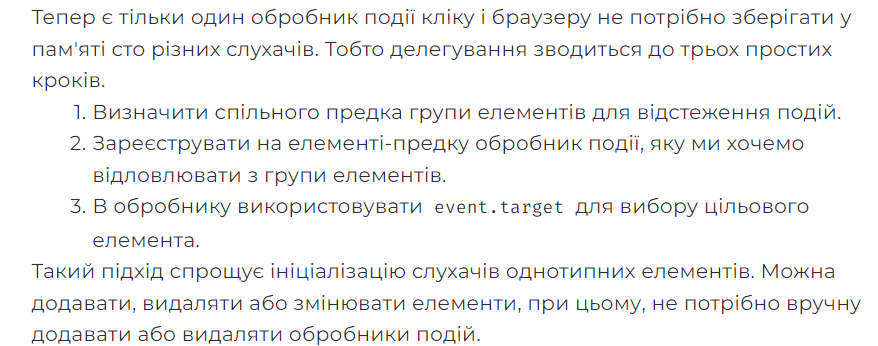 Тепер є тільки один обробник події кліку і браузеру не потрібно зберігати у
пам'яті сто різних слухачів. Тобто делегування зводиться до трьох простих
кроків.
1. Визначити спільного предка групи елементів для відстеження подій.
2. Зареєструвати на елементі-предку обробник події, яку ми хочемо
відловлювати з групи елементів.
3. В обробнику використовувати event.target для вибору цільового
елемента.
Такий підхід спрощує ініціалізацію слухачів однотипних елементів. Можна
додавати, видаляти або змінювати елементи, при цьому, не потрібно вручну
додавати або видаляти обробники подій.